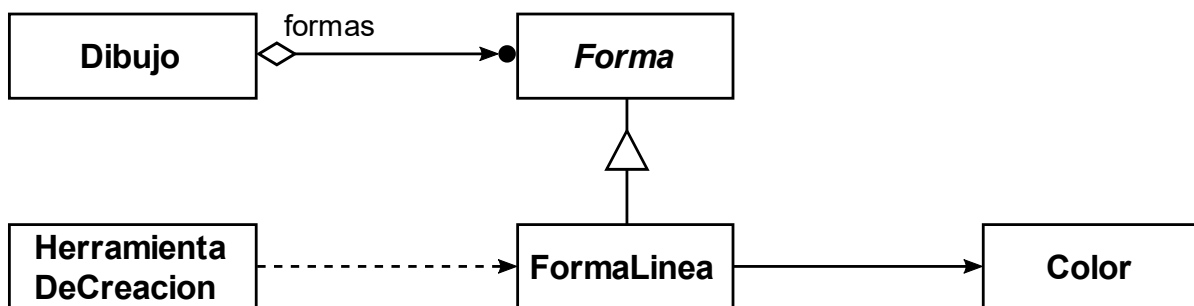 formas
Dibujo
Forma
Herramienta
DeCreacion
FormaLinea
Color